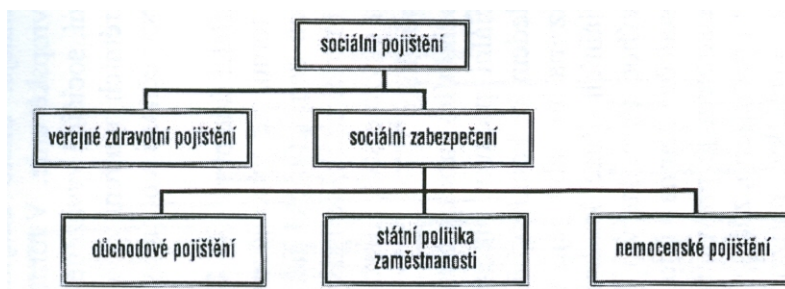 sociální pojištění
veřejné zdravotní pojištění
sociální zabezpečení
důchodové pojištění
státní politika
zaměstnanosti
nemocenské pojištění